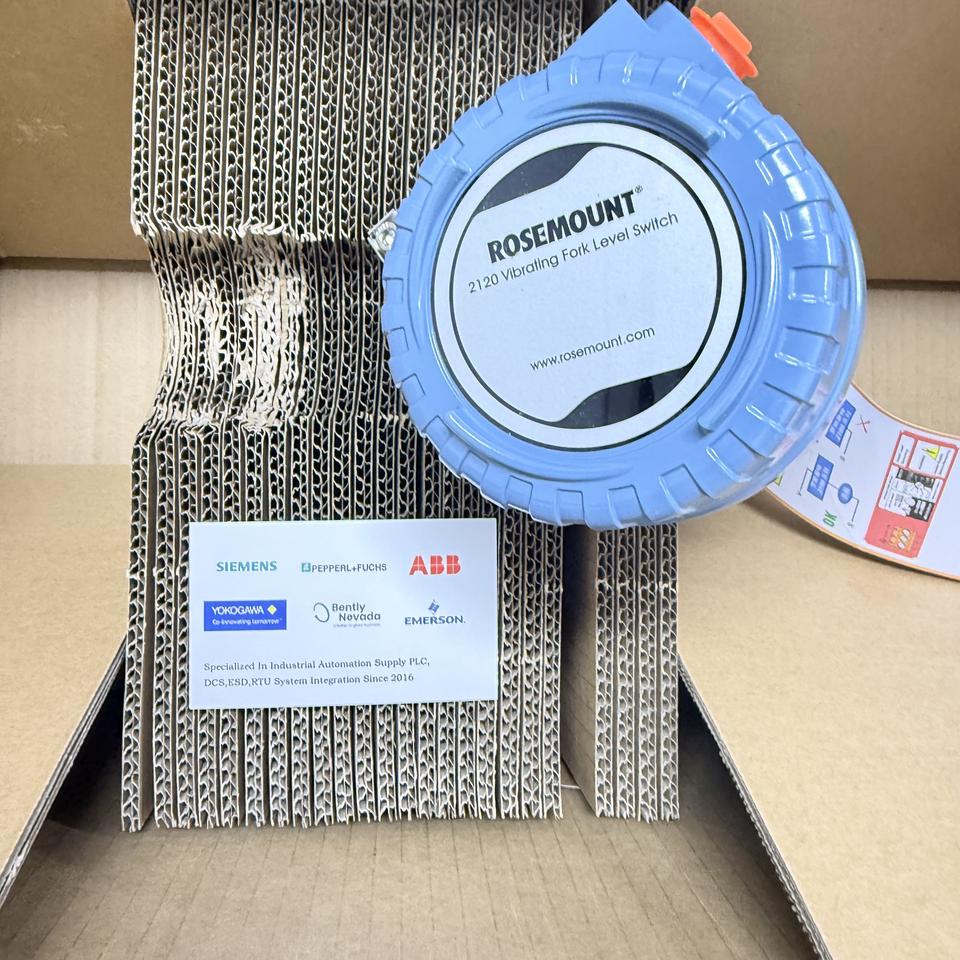 ROSEMOUNT®
2120 Vibrating Fork Level Switch
www.rosemount.com
OK
SIEMENS
PEPPERL+FUCHS
ABB
YOKOGAWA
Co-innovating tomorrow™
Bently
Nevada
EMERSON.
Specialized In Industrial Automation Supply PLC,
DCS,ESD,RTU System Integration Since 2016